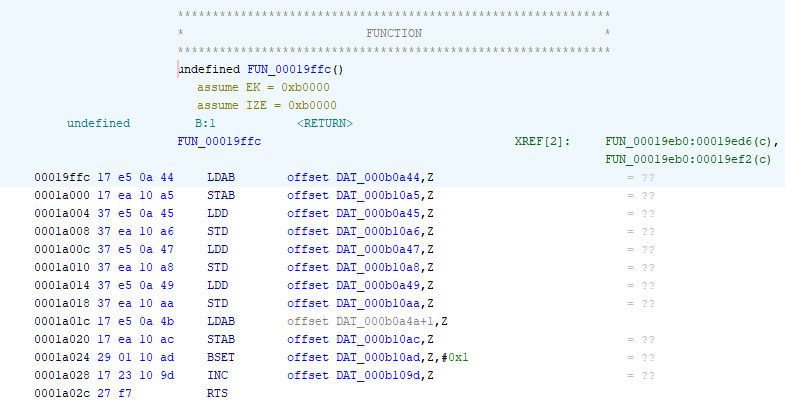 **************************************************************
* FUNCTION *
**************************************************************
undefined FUN_00019ffc()
assume EK = 0xb0000
assume IZE = 0xb0000
undefined B:1 <RETURN>
FUN_00019ffc XREF[2]: FUN_00019eb0:00019ed6(c),
FUN_00019eb0:00019ef2(c)
00019ffc 17 e5 0a 44 LDAB offset DAT_000b0a44,Z = ??
0001a000 17 ea 10 a5 STAB offset DAT_000b10a5,Z = ??
0001a004 37 e5 0a 45 LDD offset DAT_000b0a45,Z = ??
0001a008 37 ea 10 a6 STD offset DAT_000b10a6,Z = ??
0001a00c 37 e5 0a 47 LDD offset DAT_000b0a47,Z = ??
0001a010 37 ea 10 a8 STD offset DAT_000b10a8,Z = ??
0001a014 37 e5 0a 49 LDD offset DAT_000b0a49,Z = ??
0001a018 37 ea 10 aa STD offset DAT_000b10aa,Z = ??
0001a01c 17 e5 0a 4b LDAB offset DAT_000b0a4a+1,Z
0001a020 17 ea 10 ac STAB offset DAT_000b10ac,Z = ??
0001a024 29 01 10 ad BSET offset DAT_000b10ad,Z,#0x1 = ??
0001a028 17 23 10 9d INC offset DAT_000b109d,Z = ??
0001a02c 27 f7 RTS